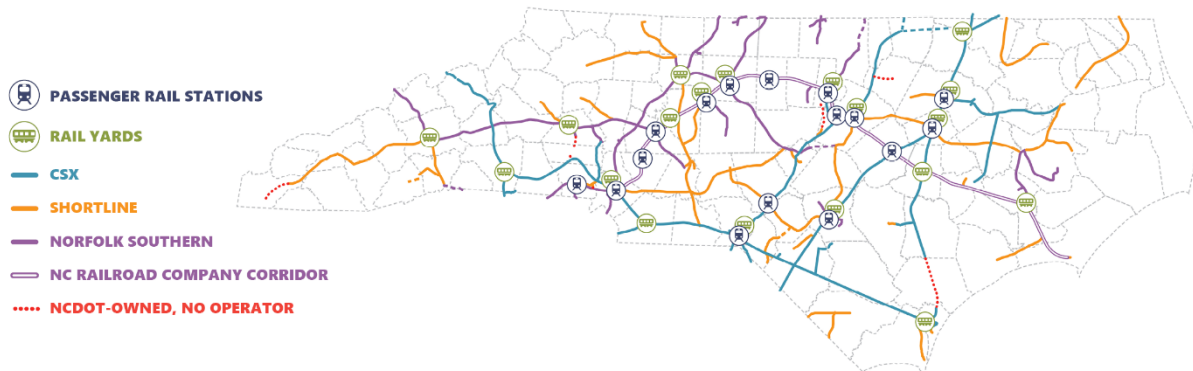 PASSENGER RAIL STATIONS
RAIL YARDS
CSX
SHORTLINE
NORFOLK SOUTHERN
NC RAILROAD COMPANY CORRIDOR
NCDOT-OWNED, NO OPERATOR